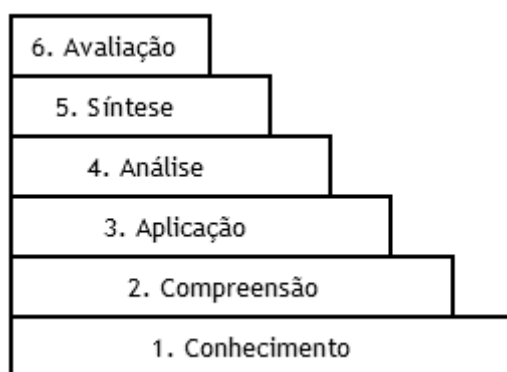 6. Avaliação
5. Síntese
4. Análise
3. Aplicação
2. Compreensão
1. Conhecimento